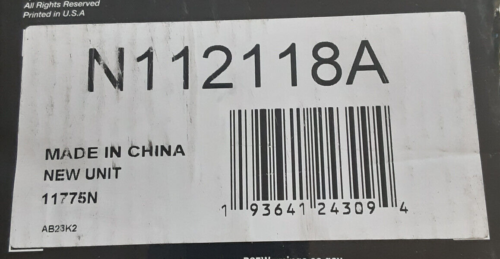 All Rights Reserved
Printed in U.S.A
N112118A
MADE IN CHINA
NEW UNIT
11775N
1 93641 24309 4
AB23K2